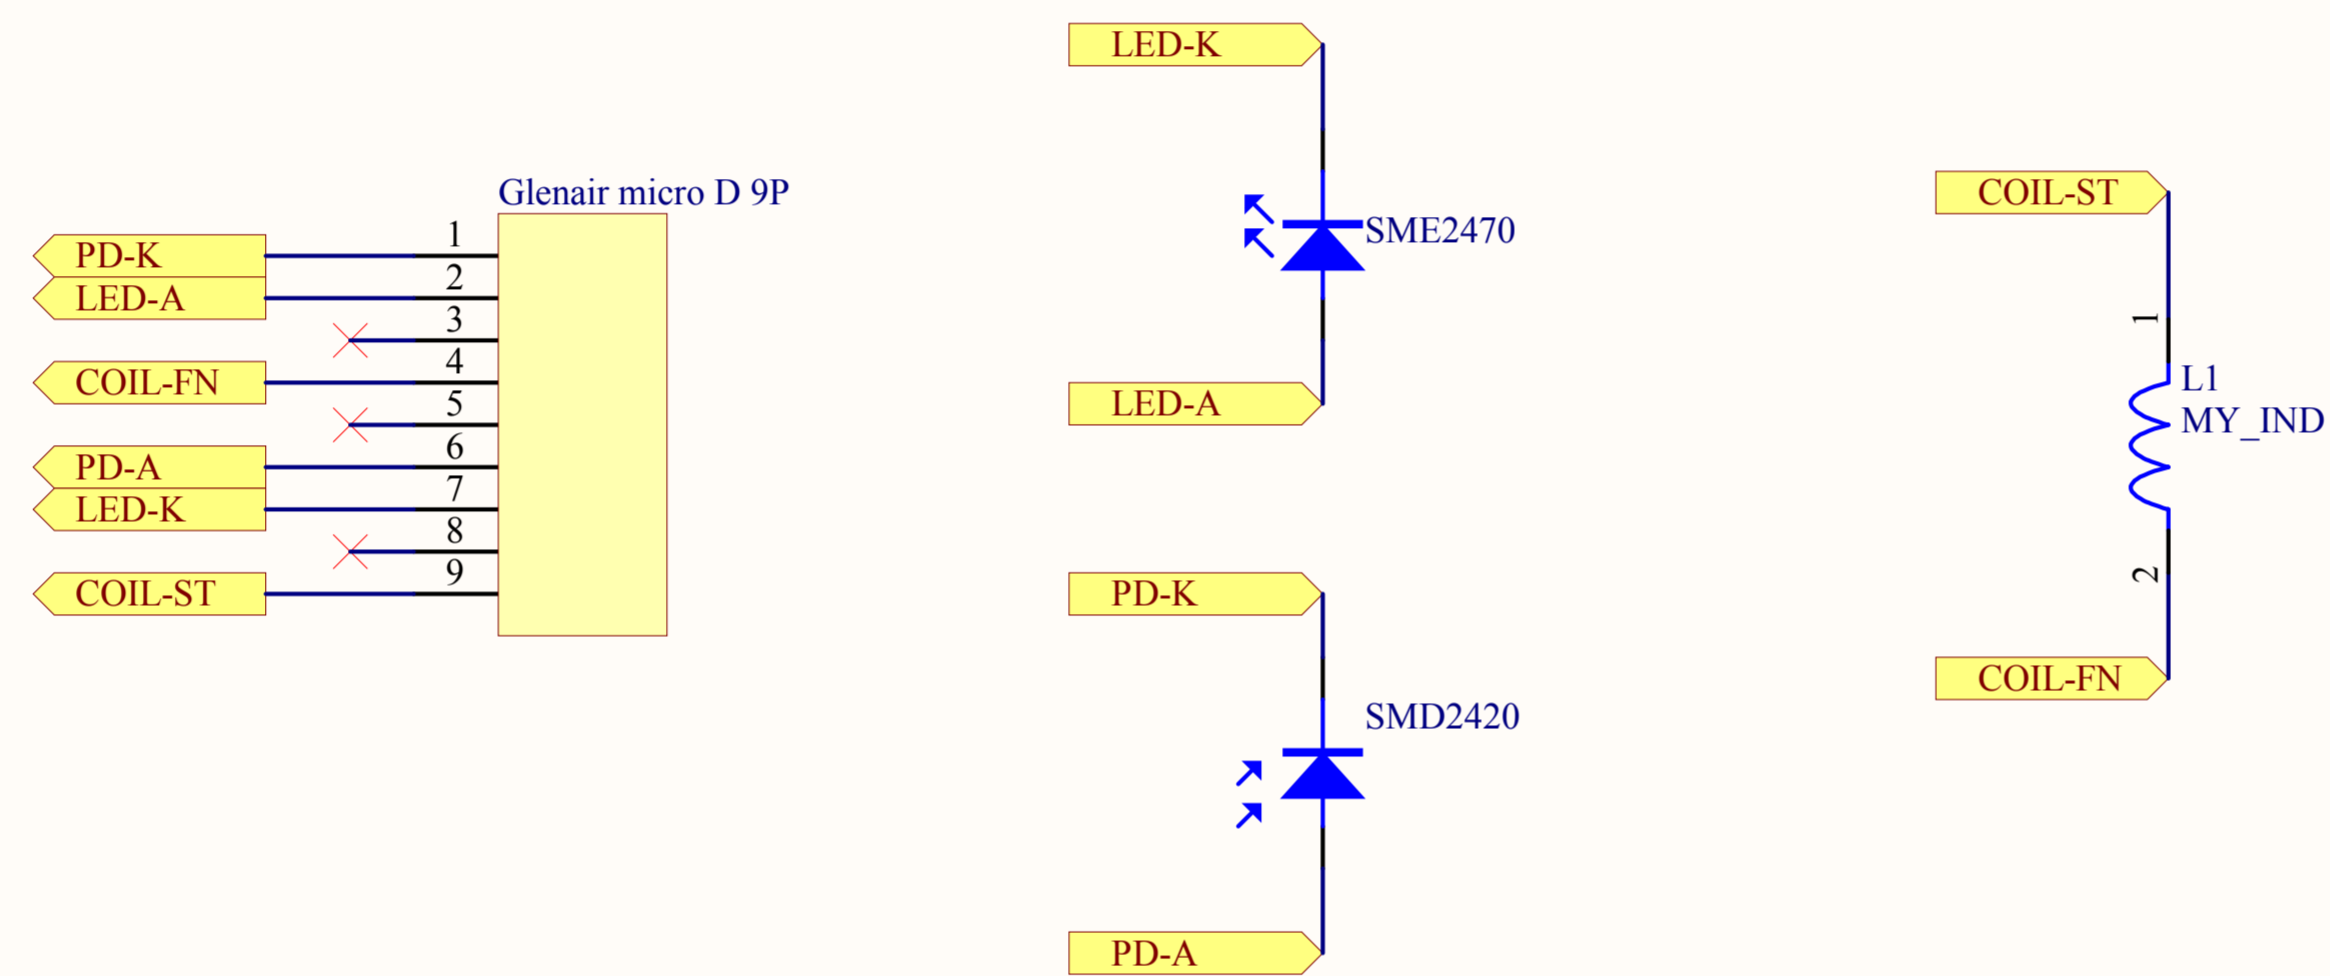 Glenair micro D 9P
PD-K
1
LED-A
2
3
COIL-FN
4
5
PD-A
6
LED-K
7
8
COIL-ST
9
LED-K
SME2470
LED-A
PD-K
SMD2420
PD-A
COIL-ST
1
L1
MY_IND
2
COIL-FN